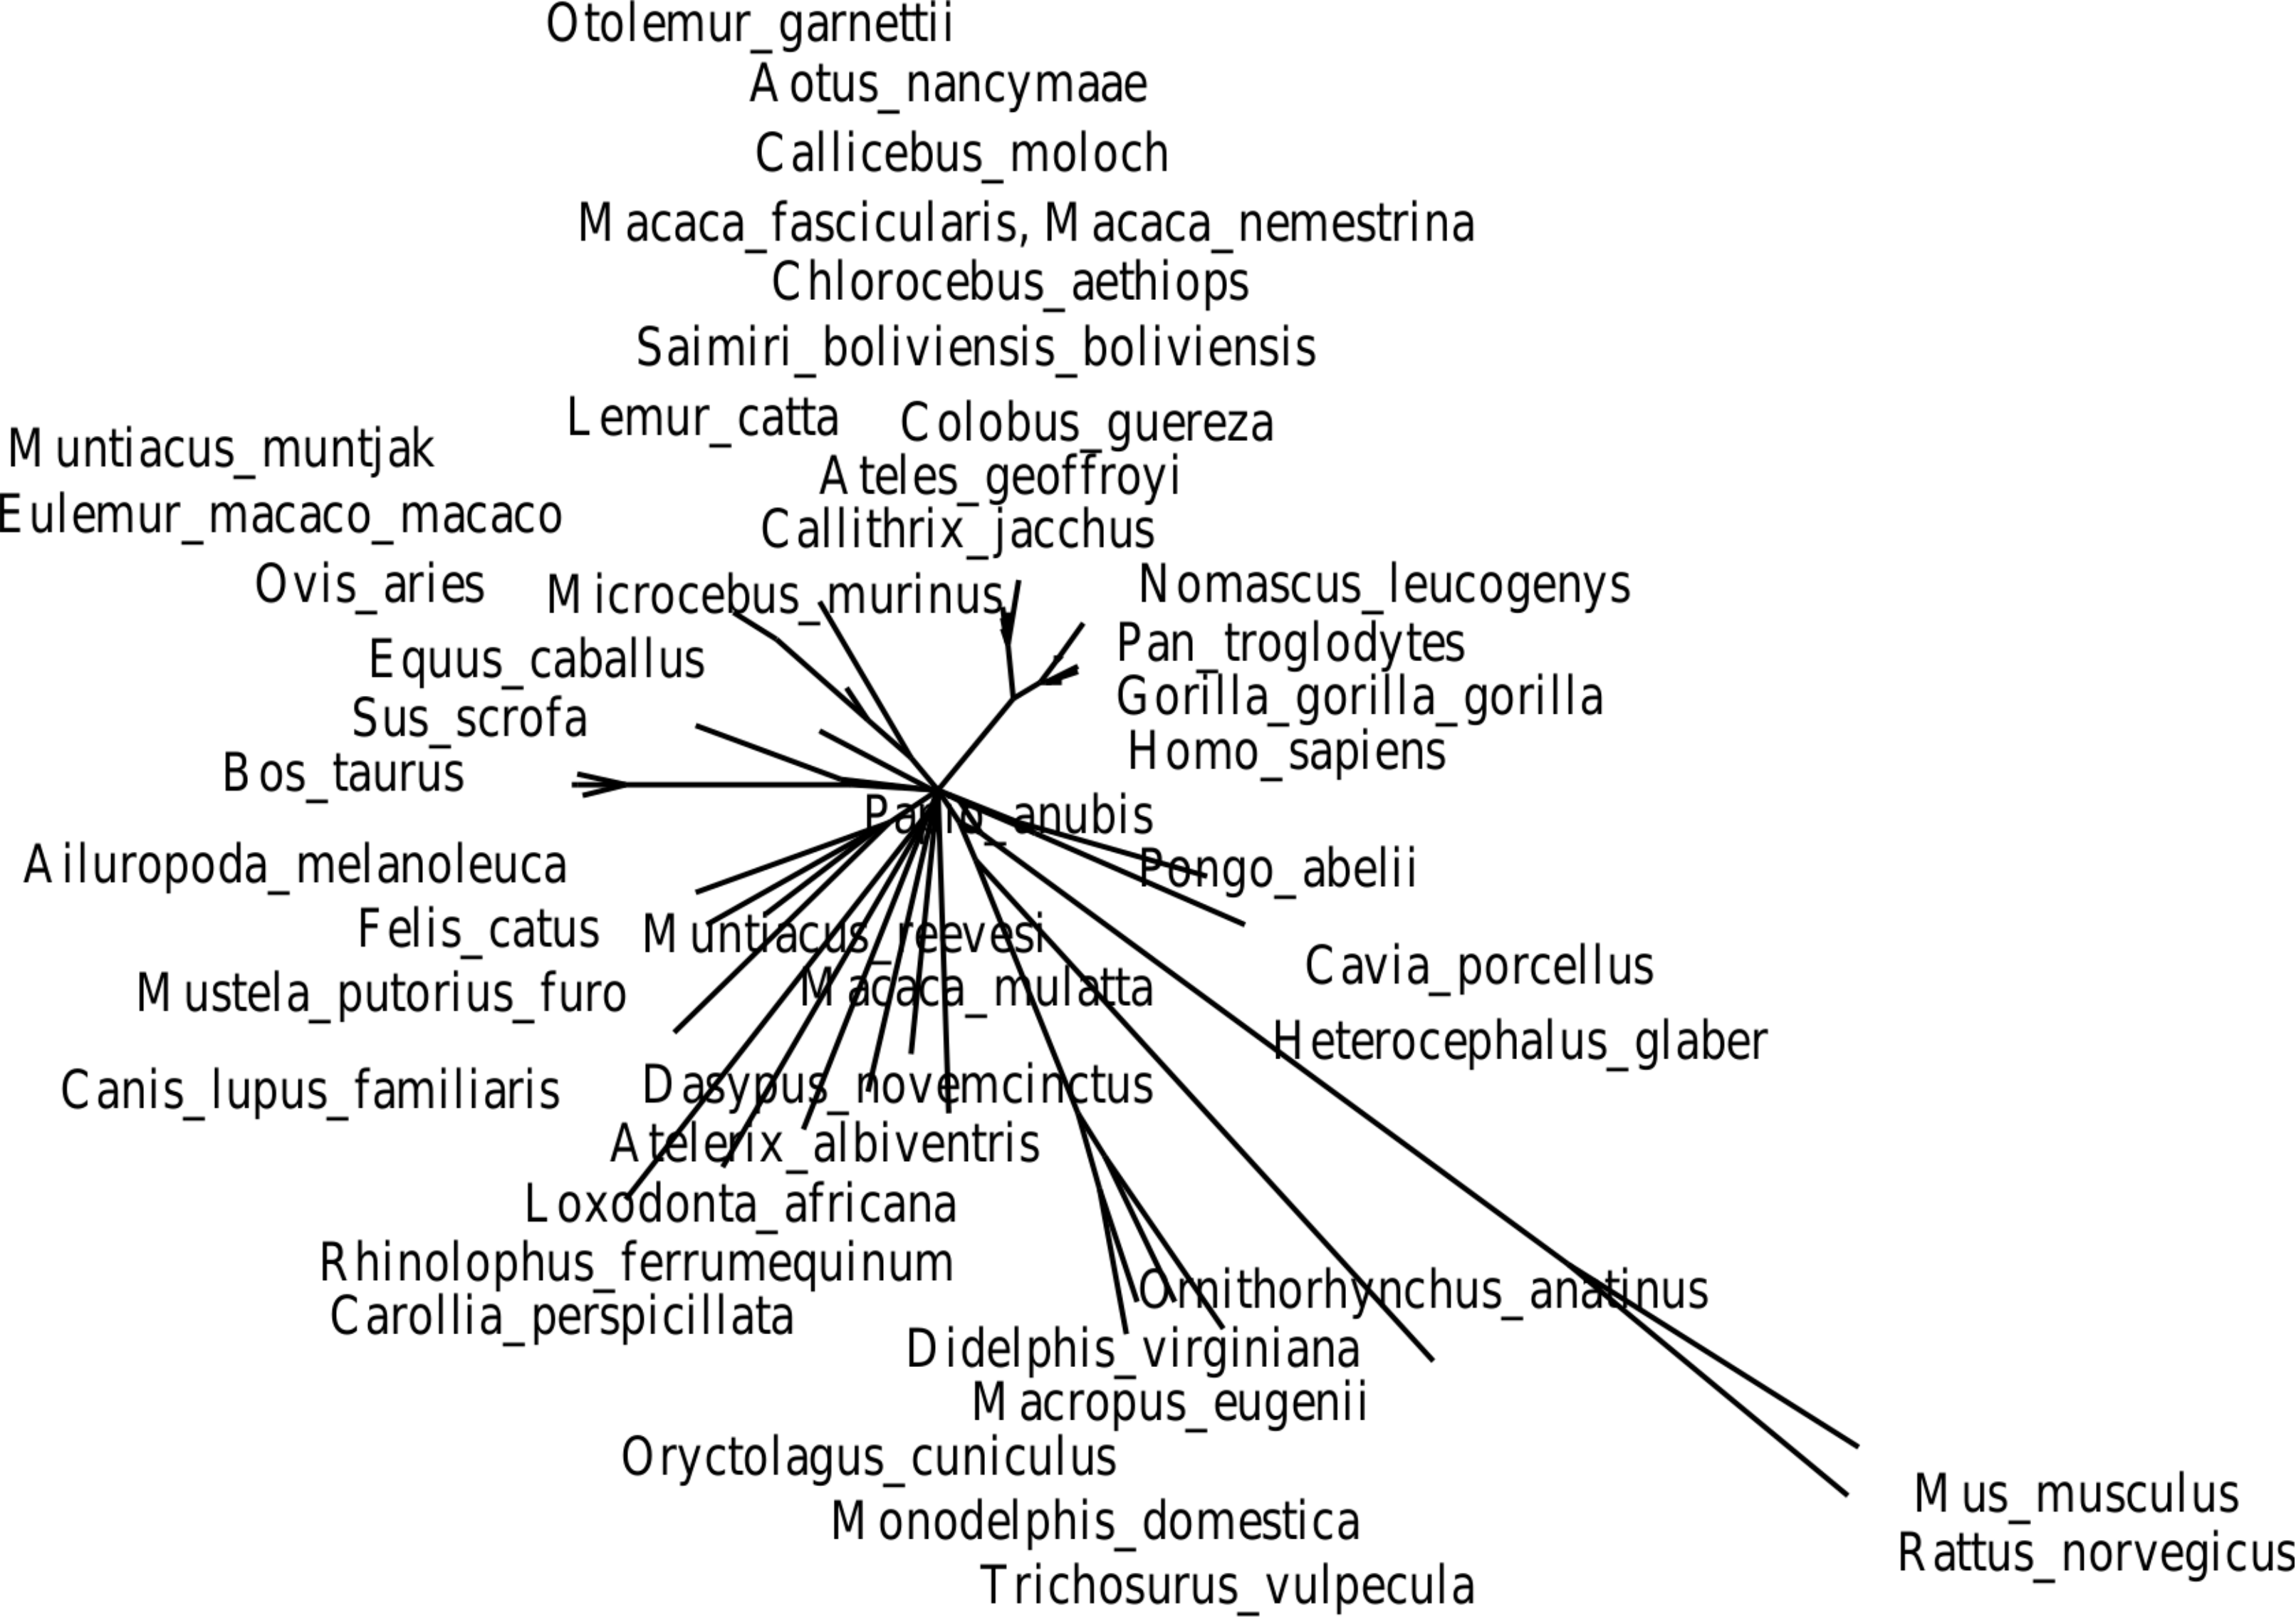 Otolemur_garnettii
Aotus_nancymaae
Callicebus_moloch
Macaca_fascicularis, Macaca_nemestrina
Chlorocebus_aethiops
Saimiri_boliviensis_boliviensis
Lemur_catta
Colobus_guereza
Muntiacus_muntjak
Ateles_geoffroyi
Eulemur_macaco_macaco
Callithrix_jacchus
Ovis_aries
Microcebus_murinus
Nomascus_leucogenys
Equus_caballus
Pan_troglodytes
Sus_scrofa
Gorilla_gorilla_gorilla
Bos_taurus
Homo_sapiens
Papio_anubis
Ailuropoda_melanoleuca
Pongo_abelii
Felis_catus
Muntiacus_reevesi
Cavia_porcellus
Mustela_putorius_furo
Macaca_mulatta
Heterocephalus_glaber
Canis_lupus_familiaris
Dasypus_novemcinctus
Atelerix_albiventris
Loxodonta_africana
Rhinolophus_ferrumequinum
Ornithorhynchus_anatinus
Carollia_perspicillata
Didelphis_virginiana
Macropus_eugenii
Oryctolagus_cuniculus
Mus_musculus
Monodelphis_domestica
Rattus_norvegicus
Trichosurus_vulpecula